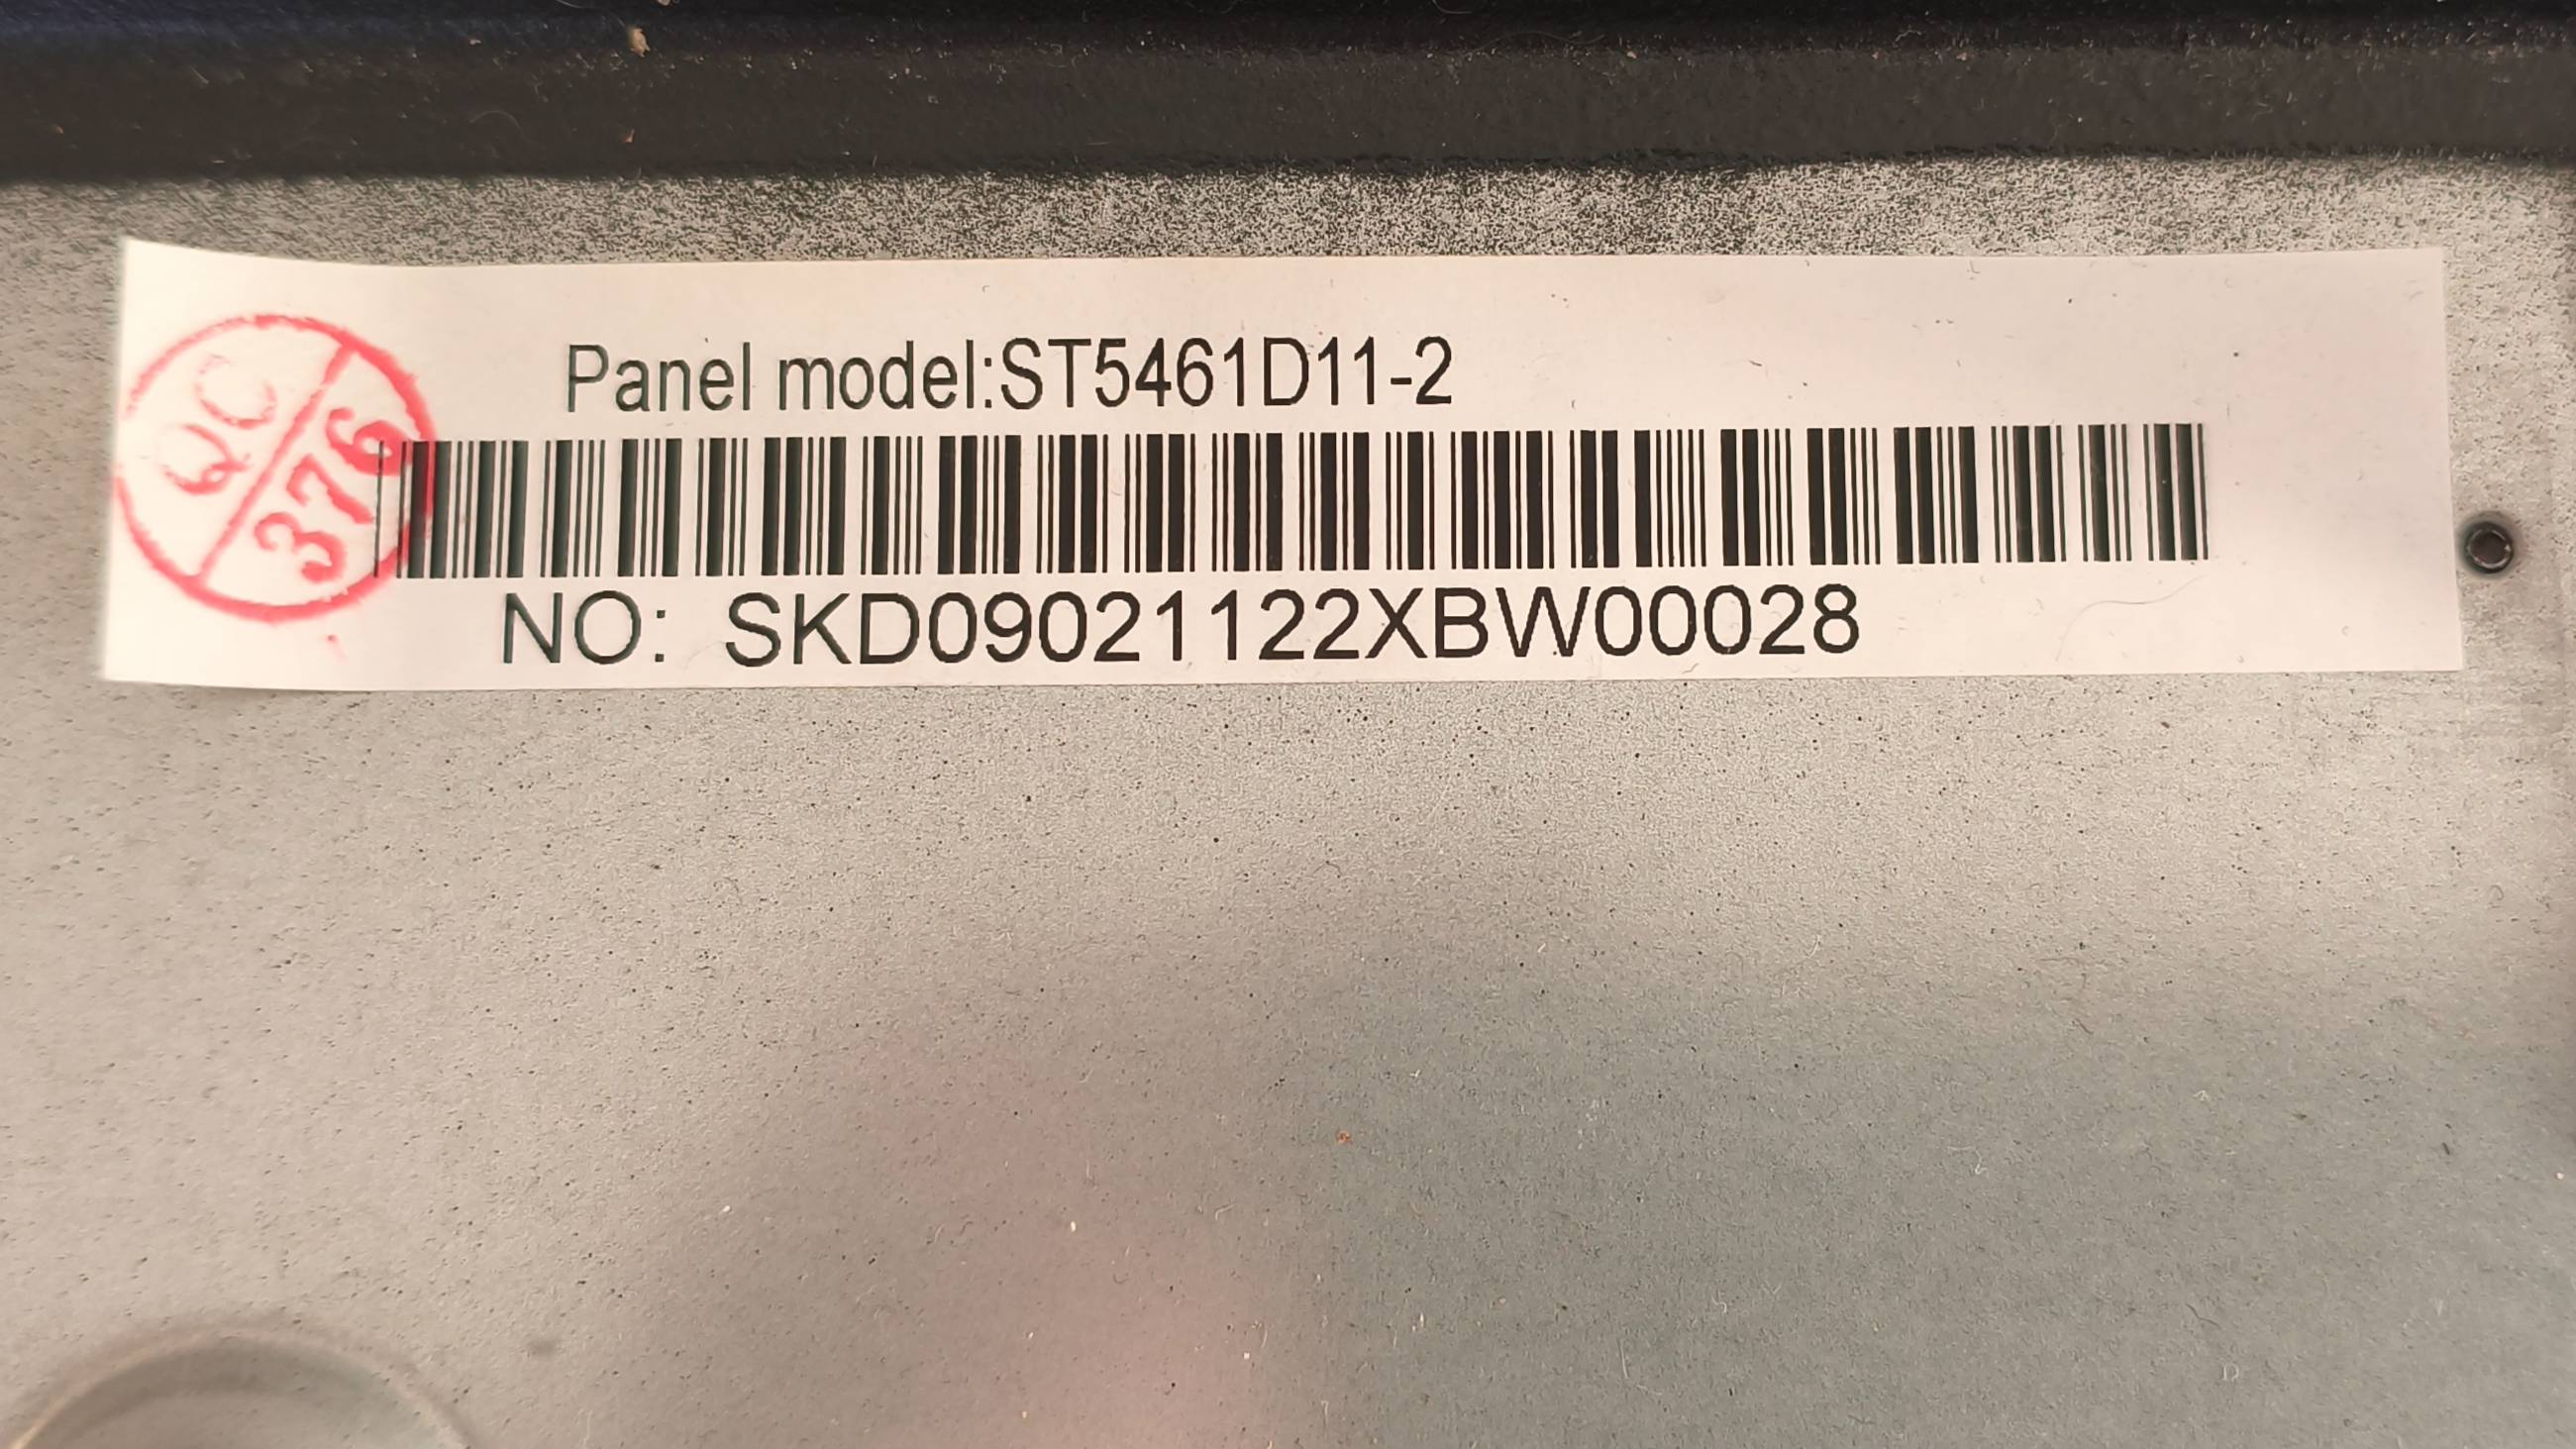 Panel model:ST5461D11-2
QC
376
NO: SKD09021122XBW00028